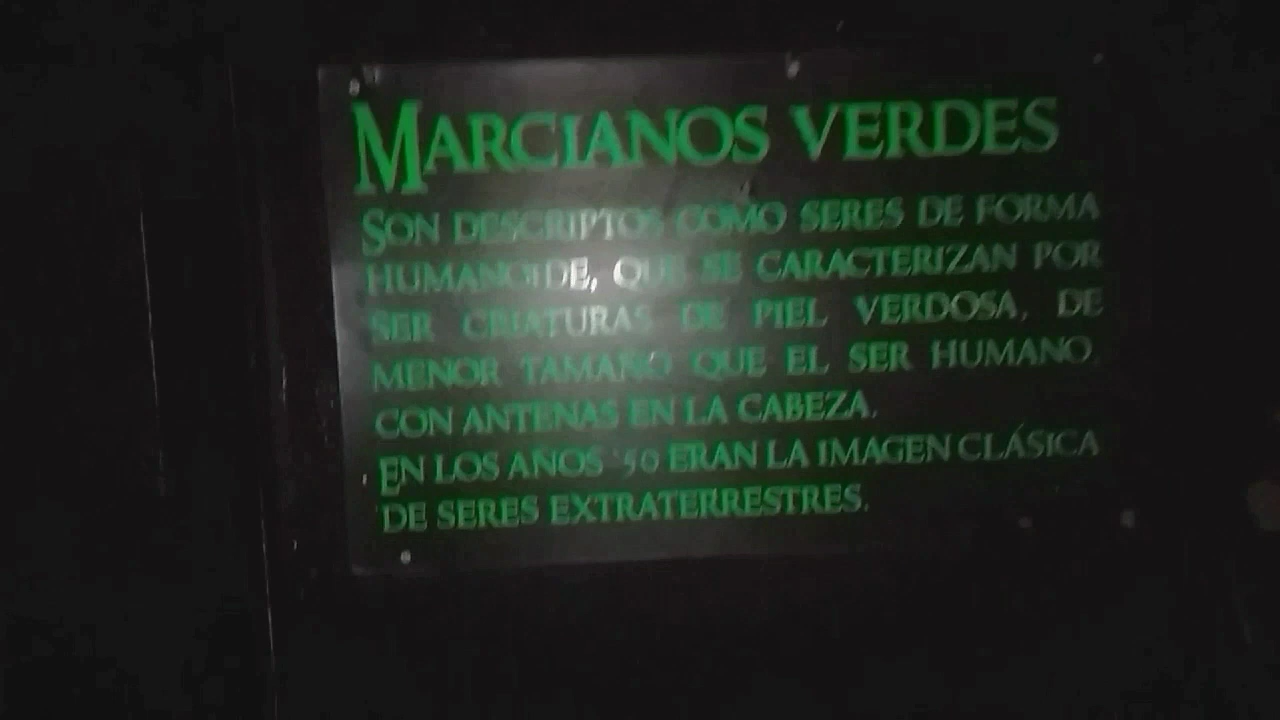 MARCIANOS VERDES
SON DESCRIPTOS COMO SERES DE FORMA
HUMANOIDE, QUE SE CARACTERIZAN POR
SER CRIATURAS DE PIEL VERDOSA, DE
MENOR TAMAÑO QUE EL SER HUMANO,
CON ANTENAS EN LA CABEZA.
EN LOS AÑOS '50 ERAN LA IMAGEN CLÁSICA
DE SERES EXTRATERRESTRES.